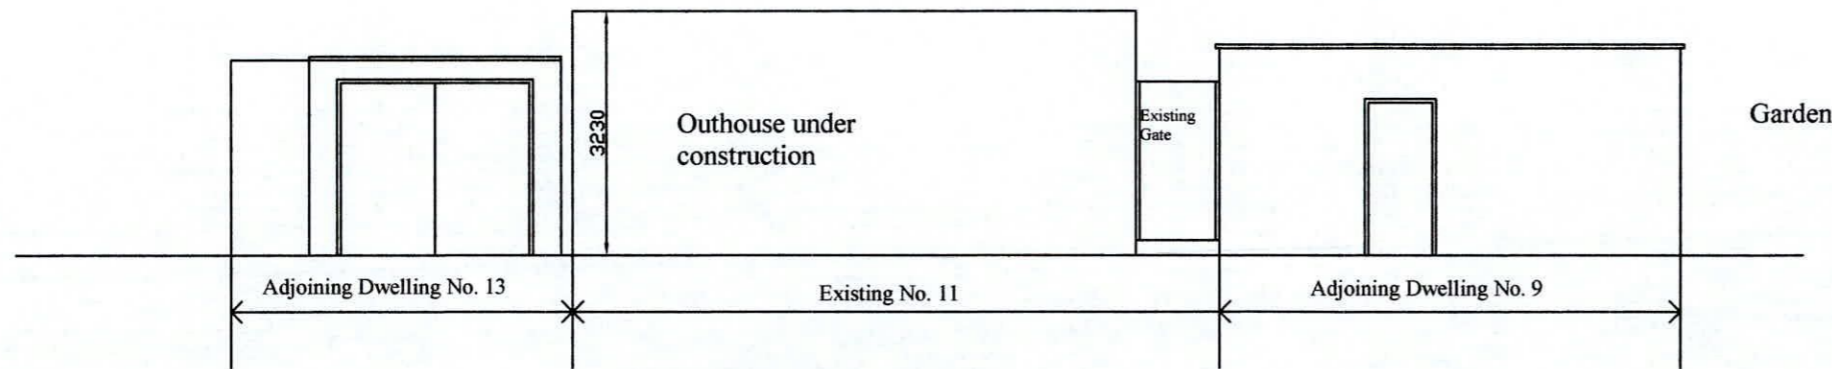 3230
Outhouse under
construction
Existing
Gate
Garden
Adjoining Dwelling No. 13
Existing No. 11
Adjoining Dwelling No. 9